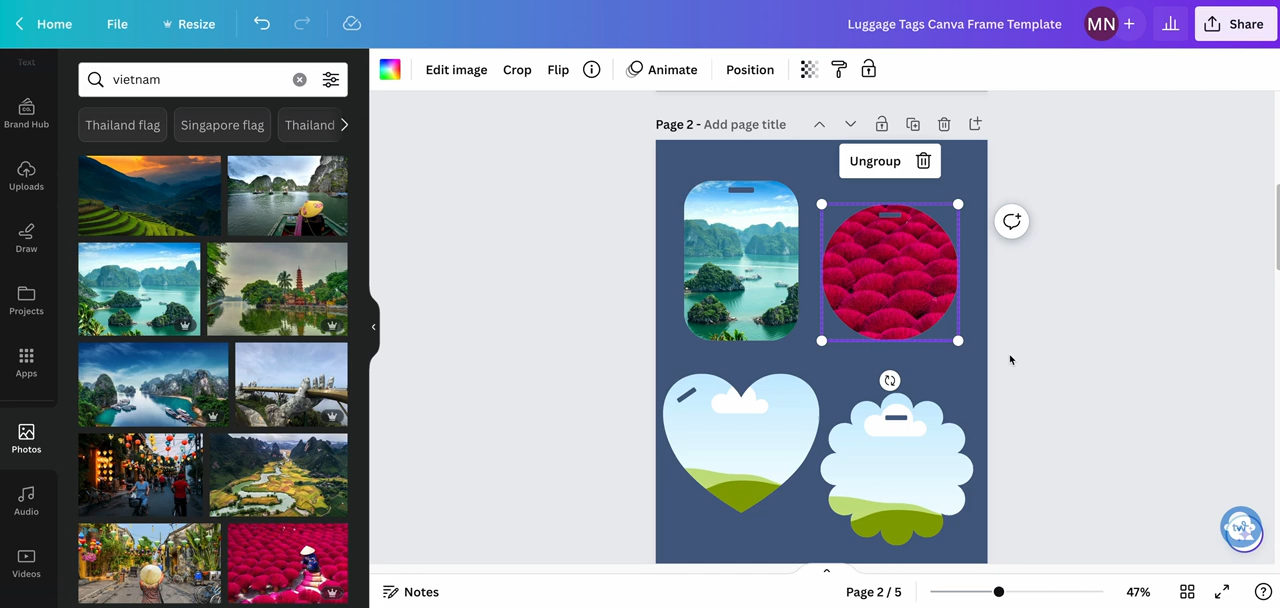 Home
File
Resize
Luggage Tags Canva Frame Template
MN
Share
Text
Brand Hub
Uploads
Draw
Projects
Apps
Photos
Audio
Videos
vietnam
Thailand flag
Singapore flag
Thailand
Edit image
Crop
Flip
Animate
Position
Page 2 - Add page title
Ungroup
Notes
Page 2 / 5
47%